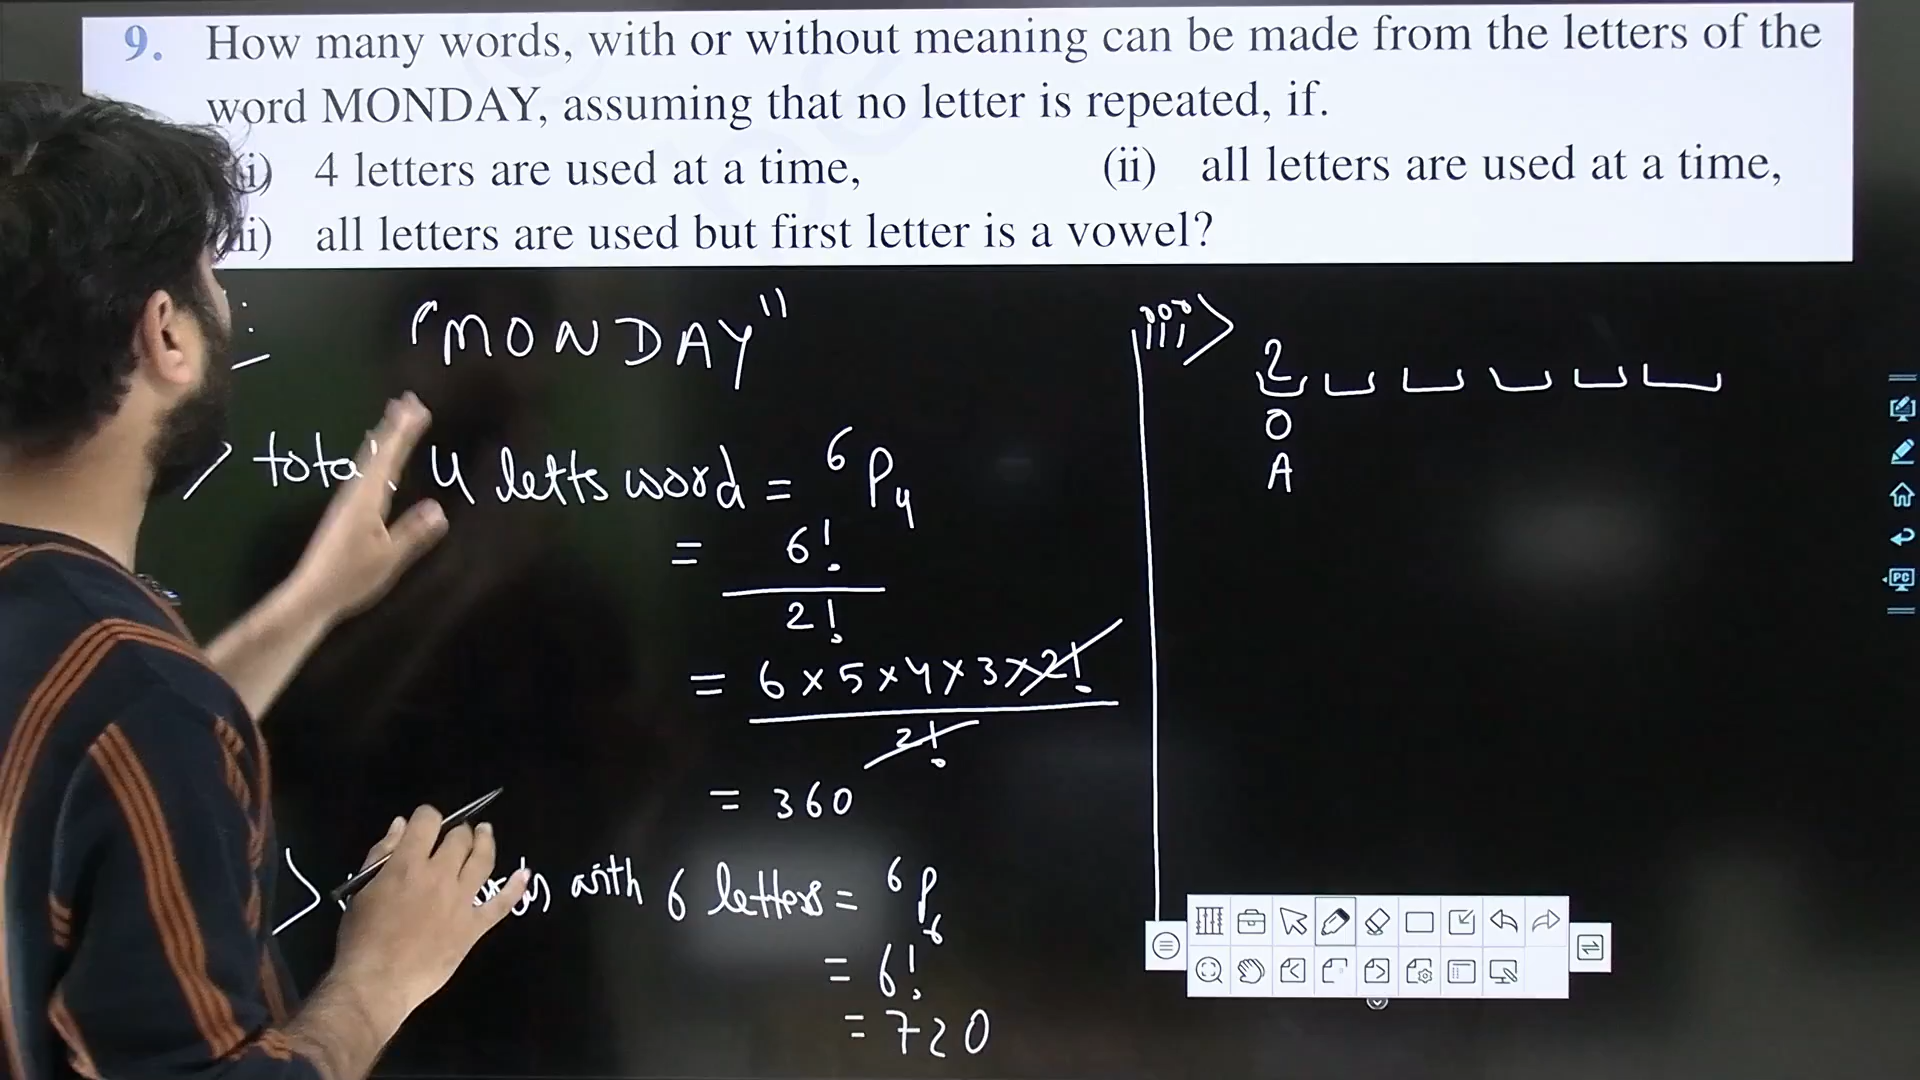 9. How many words, with or without meaning can be made from the letters of the
word MONDAY, assuming that no letter is repeated, if.
(i) 4 letters are used at a time, (ii) all letters are used at a time,
ii) all letters are used but first letter is a vowel?
"MONDAY"
> total 4 letts word = ⁶P₄
= 6!
2!
= 6 x 5 x 4 x 3 x 2!
2!
= 360
> with 6 letters = ⁶P₆
= 6!
= 720
iii>
2
O
A
PC